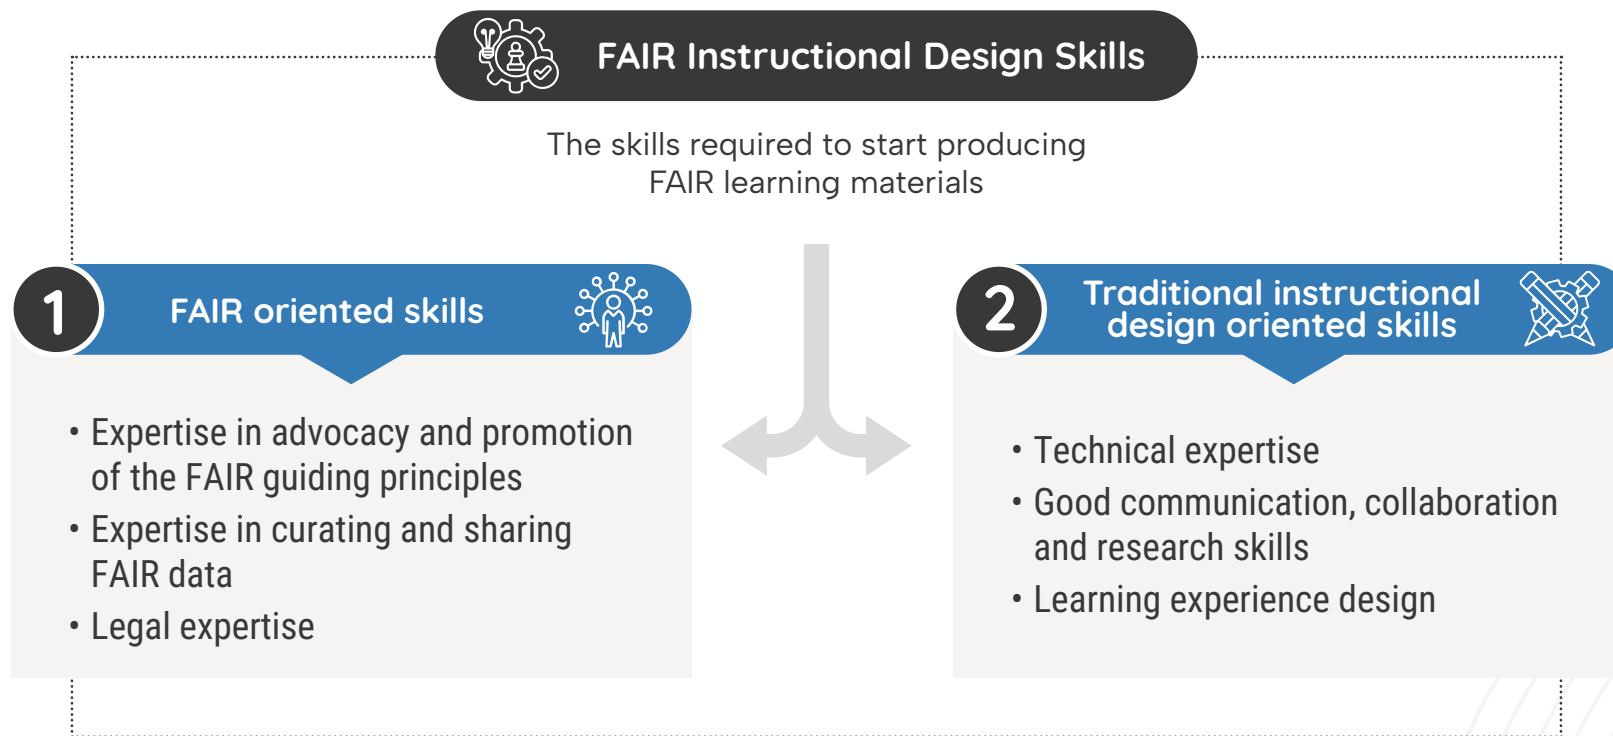 FAIR Instructional Design Skills
The skills required to start producing
FAIR learning materials
1
FAIR oriented skills
• Expertise in advocacy and promotion
of the FAIR guiding principles
• Expertise in curating and sharing
FAIR data
• Legal expertise
2
Traditional instructional
design oriented skills
• Technical expertise
• Good communication, collaboration
and research skills
• Learning experience design